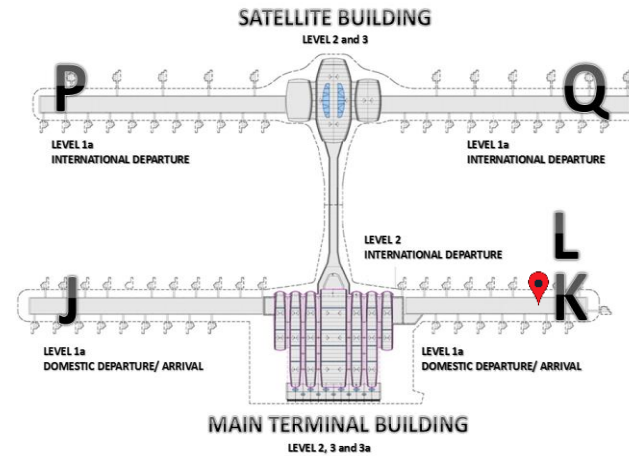 SATELLITE BUILDING
LEVEL 2 and 3
P
Q
LEVEL 1a
INTERNATIONAL DEPARTURE
LEVEL 1a
INTERNATIONAL DEPARTURE
L
LEVEL 2
INTERNATIONAL DEPARTURE
J
K
LEVEL 1a
DOMESTIC DEPARTURE/ ARRIVAL
LEVEL 1a
DOMESTIC DEPARTURE/ ARRIVAL
MAIN TERMINAL BUILDING
LEVEL 2, 3 and 3a